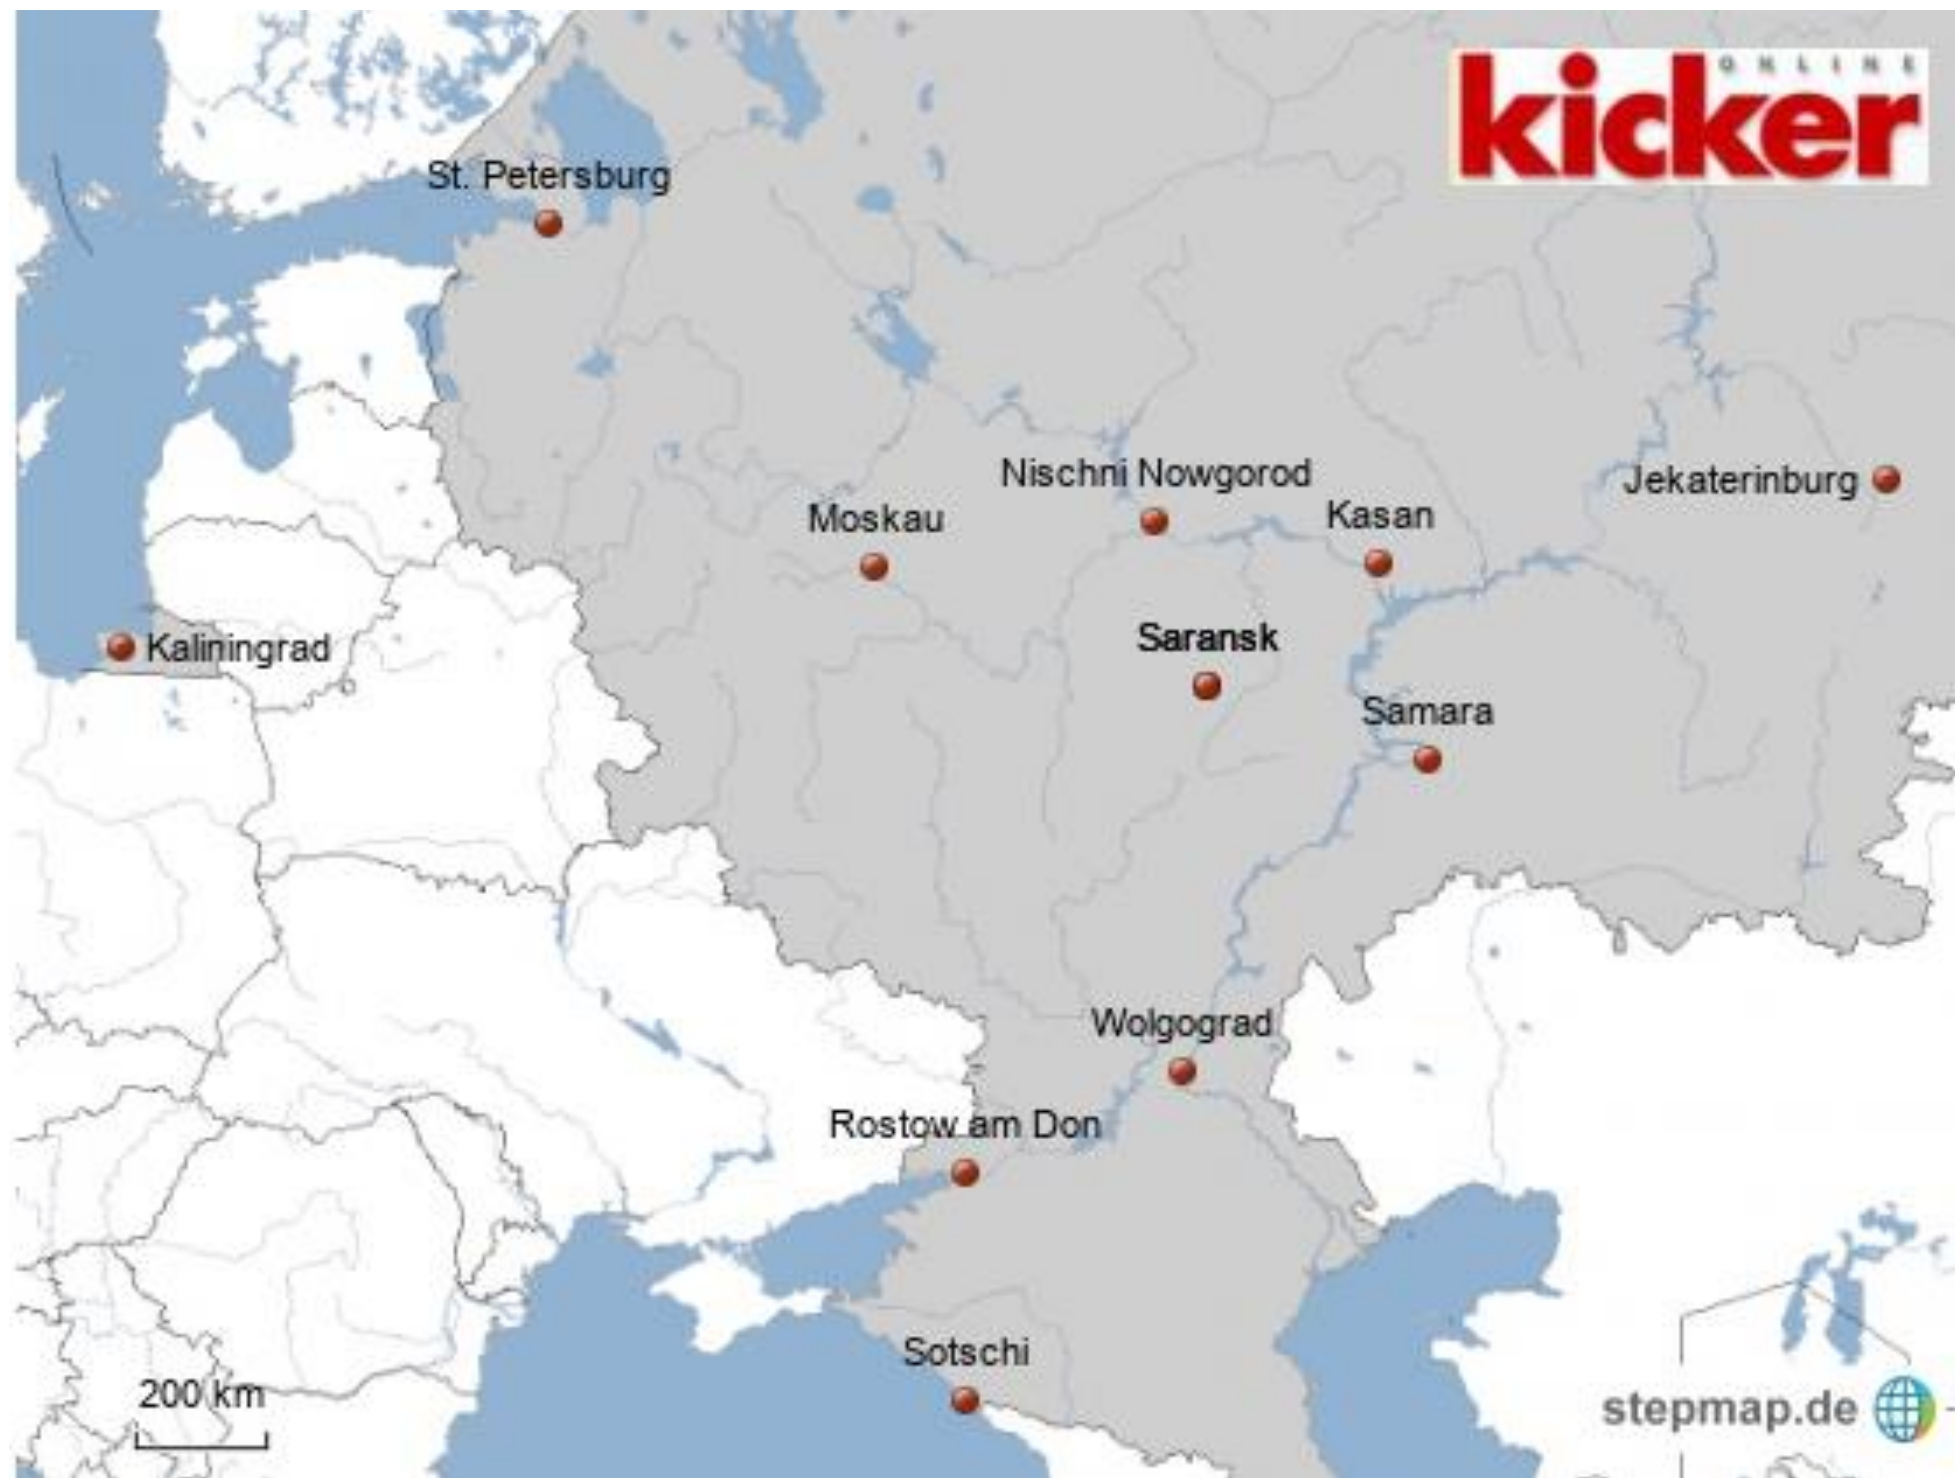 ONLINE
kicker
St. Petersburg
Nischni Nowgorod
Jekaterinburg
Moskau
Kasan
Kaliningrad
Saransk
Samara
Wolgograd
Rostow am Don
Sotschi
200 km
stepmap.de